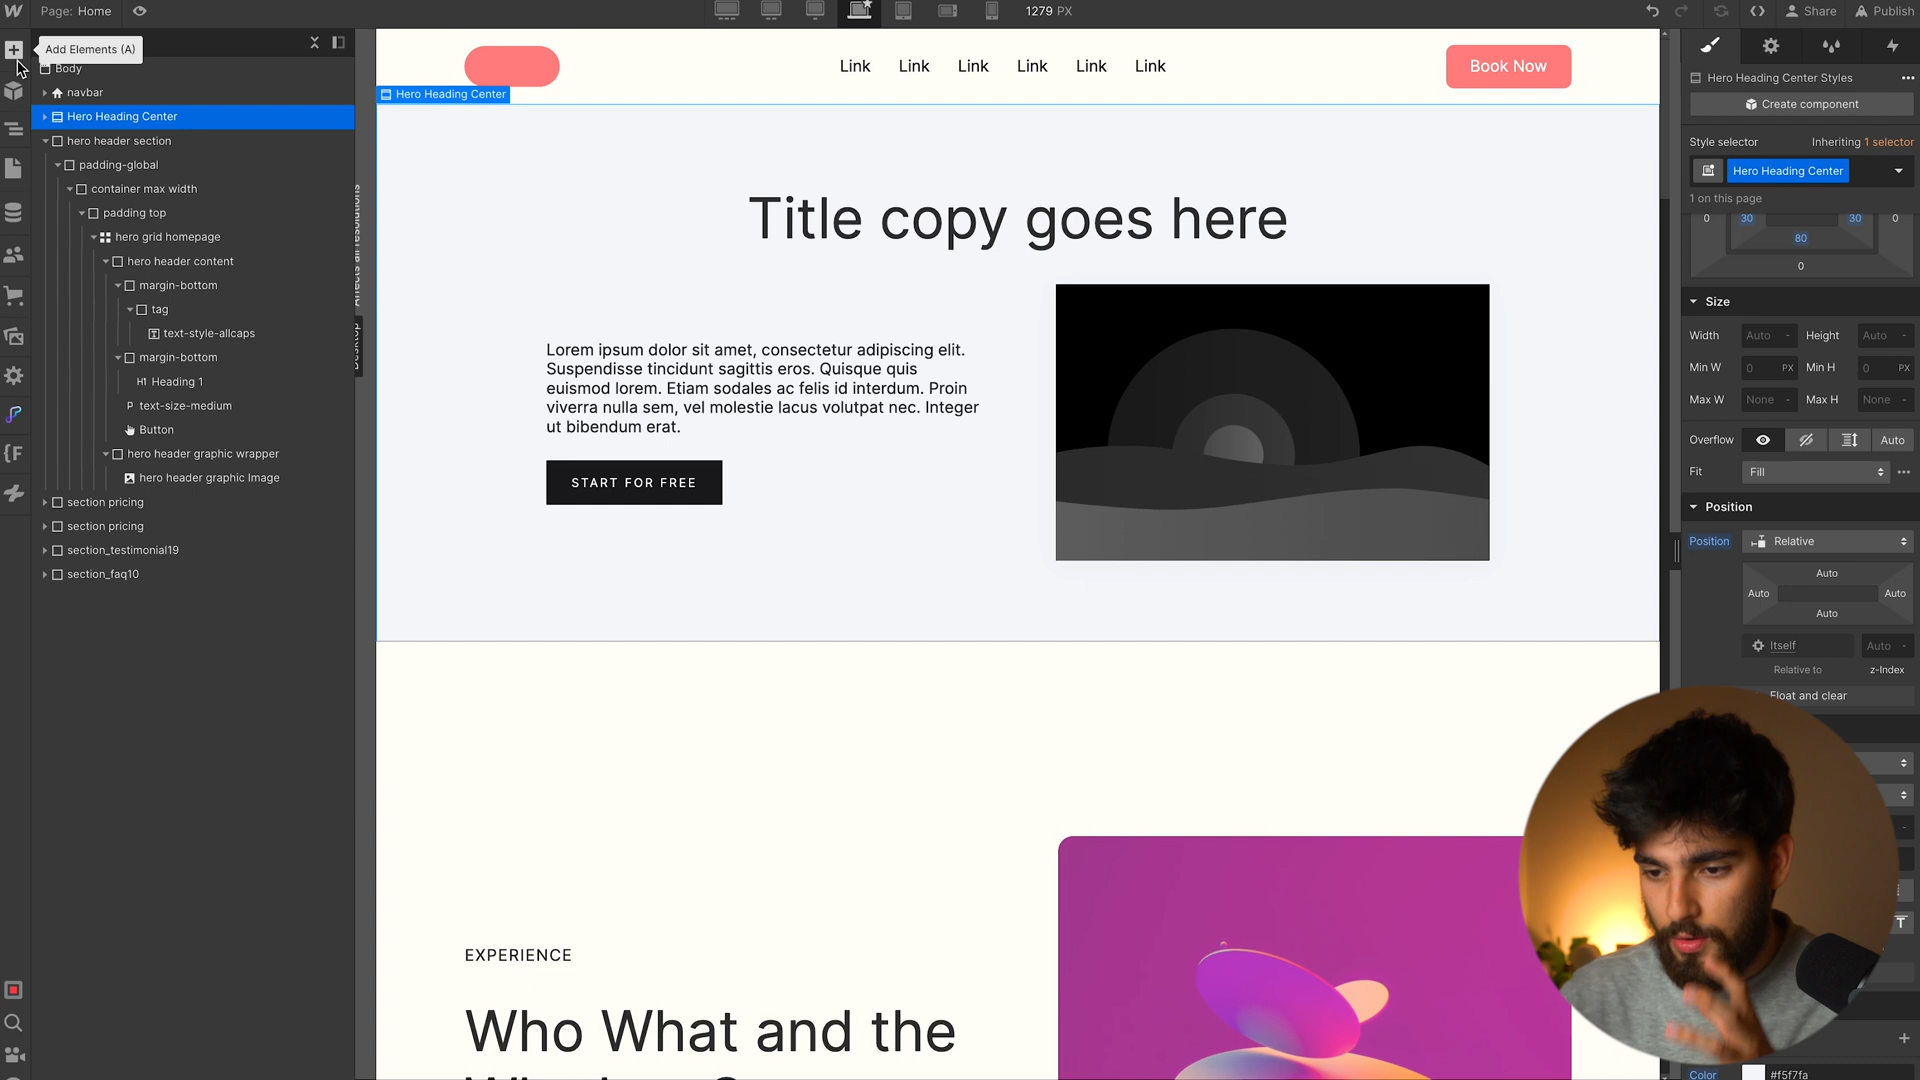 Page: Home
1279 PX
Share
Publish
Add Elements (A)
Body
navbar
Hero Heading Center
hero header section
padding-global
container max width
padding top
hero grid homepage
hero header content
margin-bottom
tag
text-style-allcaps
margin-bottom
H1 Heading 1
P text-size-medium
Button
hero header graphic wrapper
hero header graphic Image
section pricing
section pricing
section_testimonial19
section_faq10
Link Link Link Link Link Link
Book Now
Hero Heading Center
Title copy goes here
Lorem ipsum dolor sit amet, consectetur adipiscing elit.
Suspendisse tincidunt sagittis eros. Quisque quis
euismod lorem. Etiam sodales ac felis id interdum. Proin
viverra nulla sem, vel molestie lacus volutpat nec. Integer
ut bibendum erat.
START FOR FREE
EXPERIENCE
Who What and the
Hero Heading Center Styles
Create component
Style selector
Inheriting 1 selector
Hero Heading Center
1 on this page
0 30 30 0
80
0
Size
Width Auto - Height Auto -
Min W 0 PX Min H 0 PX
Max W None - Max H None -
Overflow Auto
Fit Fill
Position
Position Relative
Auto
Auto Auto
Auto
Itself Auto -
Relative to z-Index
Float and clear
Color #f5f7fa